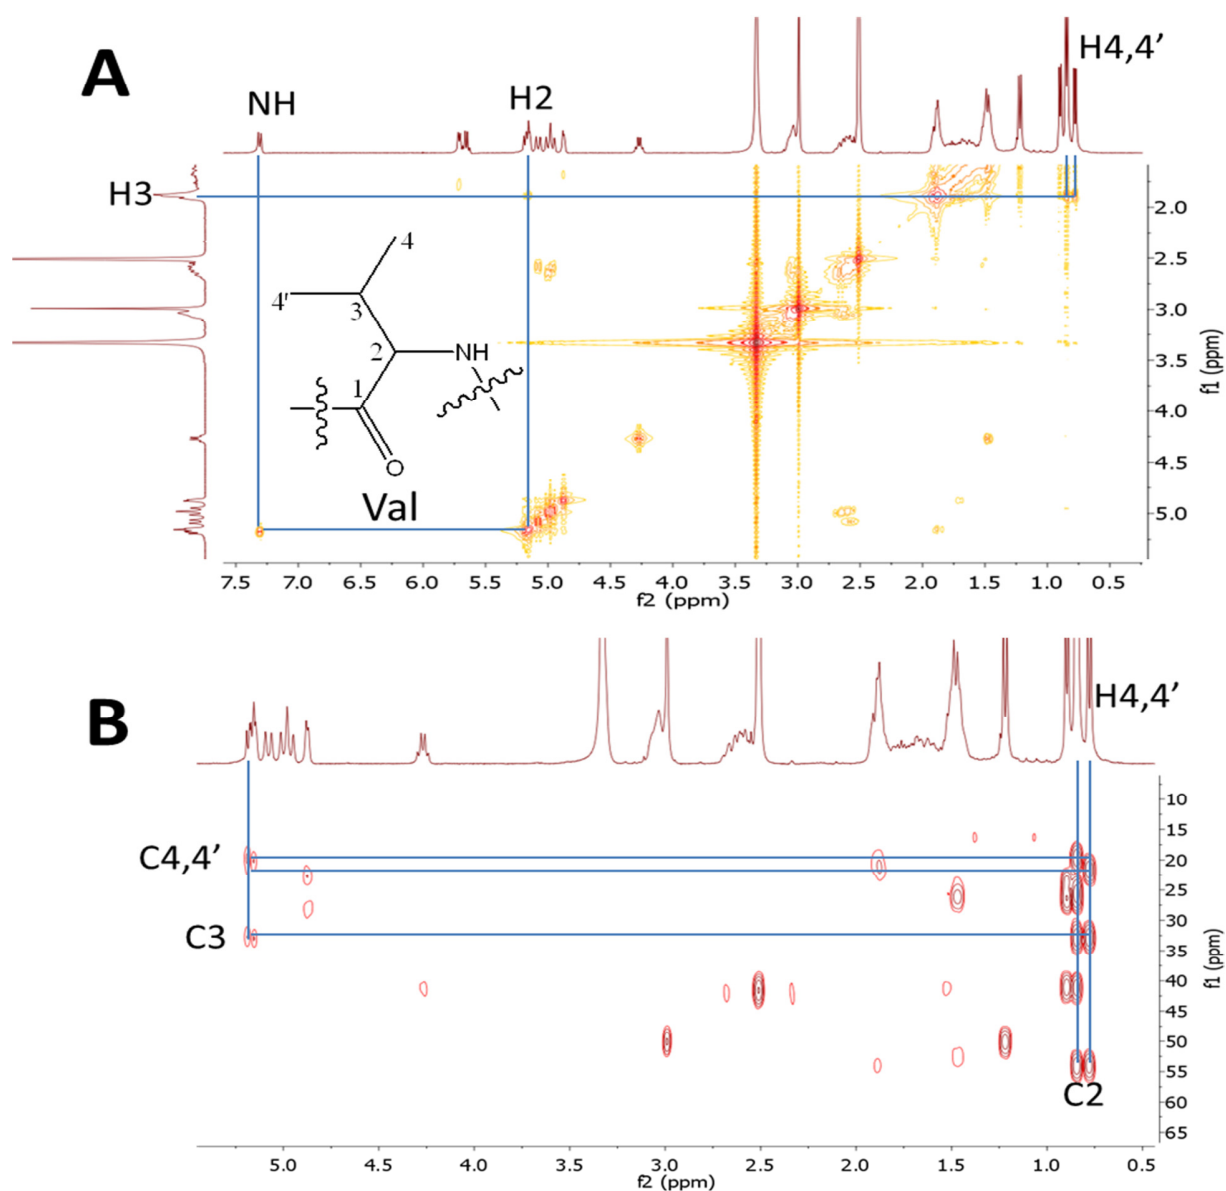 A
NH
H2
H4,4’
H3
4
4'
3
2
NH
1
O
Val
2.0
2.5
3.0
3.5
4.0
4.5
5.0
f1 (ppm)
7.5 7.0 6.5 6.0 5.5 5.0 4.5 4.0 3.5 3.0 2.5 2.0 1.5 1.0 0.5
f2 (ppm)
B
H4,4’
C4,4’
C3
C2
10
15
20
25
30
35
40
45
50
55
60
65
f1 (ppm)
5.0 4.5 4.0 3.5 3.0 2.5 2.0 1.5 1.0 0.5
f2 (ppm)